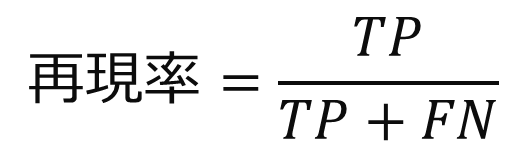 再現率 = TP / TP + FN